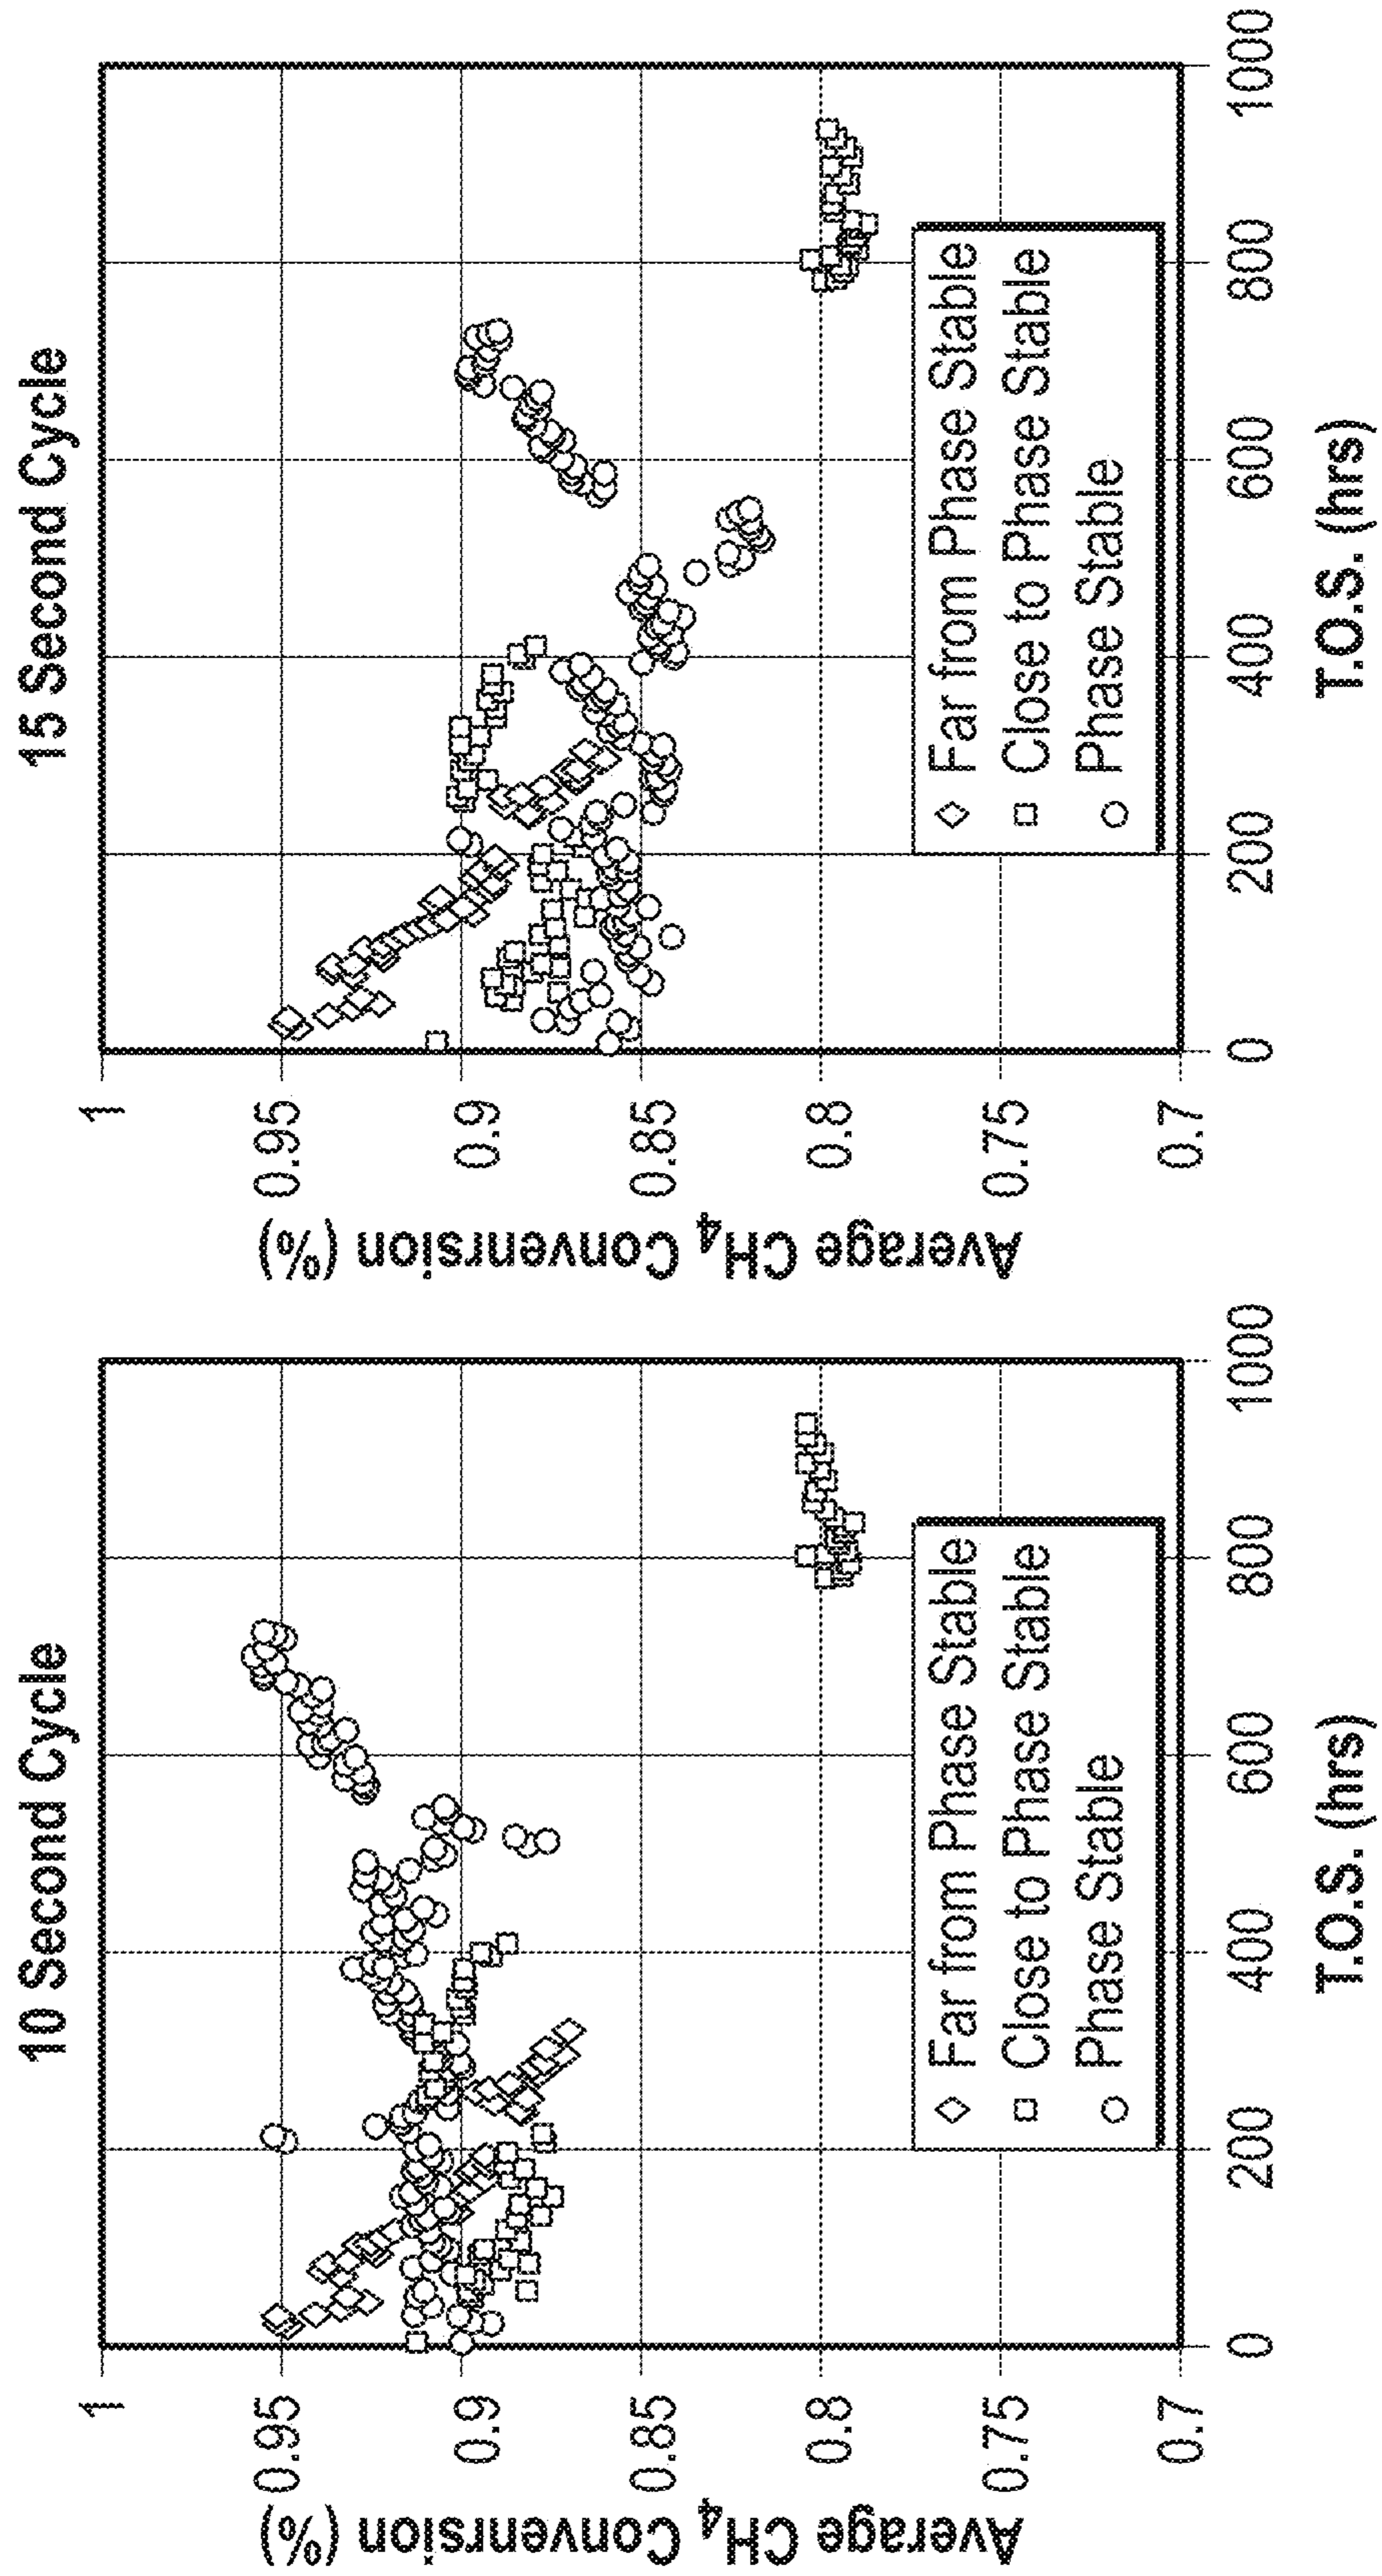 10 Second Cycle
Average CH₄ Convenrsion (%)
1
0.95
0.9
0.85
0.8
0.75
0.7
0
200
400
600
800
1000
T.O.S. (hrs)
Far from Phase Stable
Close to Phase Stable
Phase Stable
15 Second Cycle
Average CH₄ Convenrsion (%)
1
0.95
0.9
0.85
0.8
0.75
0.7
0
200
400
600
800
1000
T.O.S. (hrs)
Far from Phase Stable
Close to Phase Stable
Phase Stable